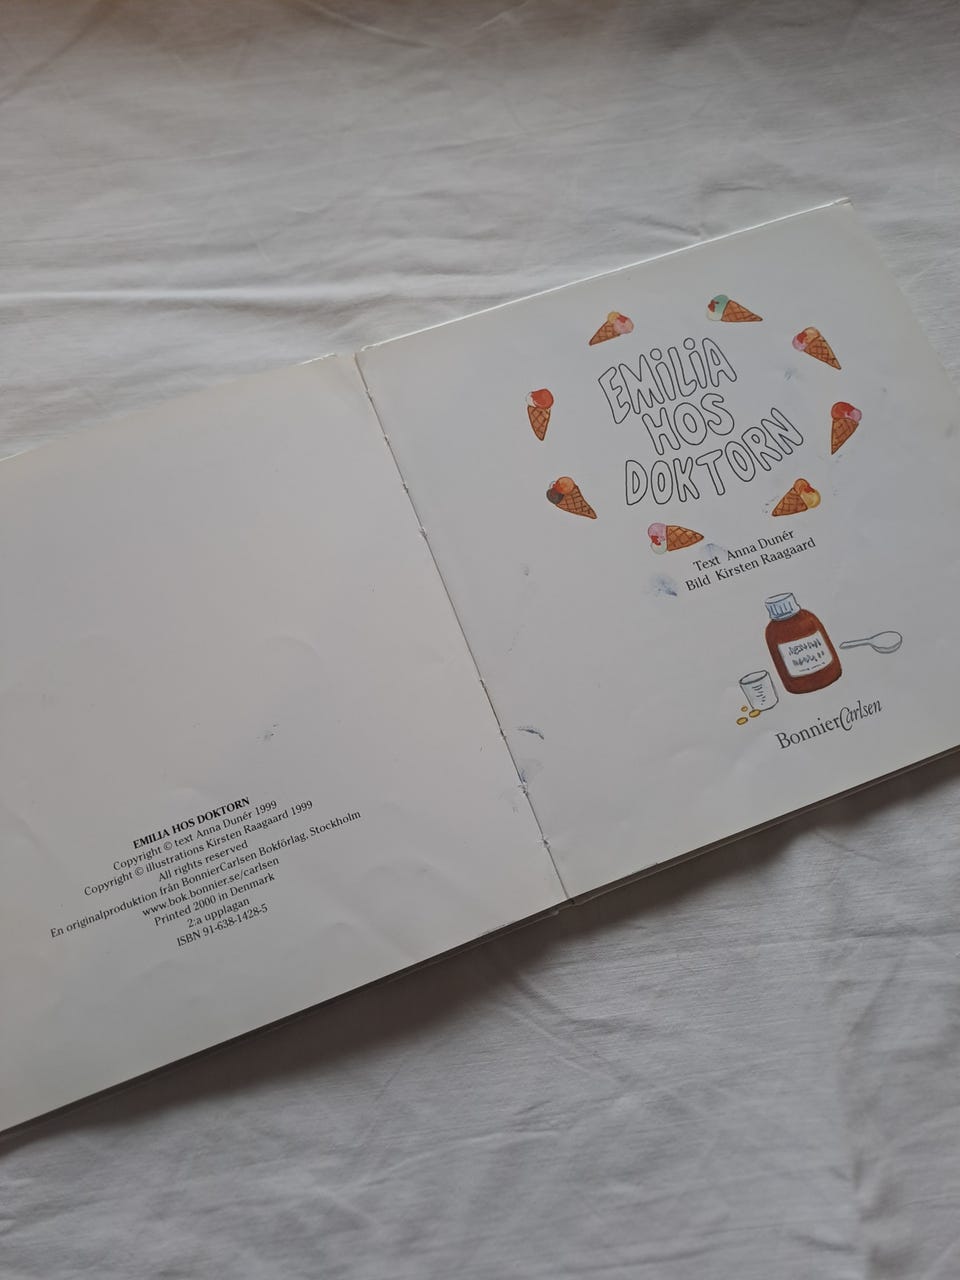 EMILIA HOS DOKTORN
Copyright © text Anna Dunér 1999
Copyright © illustrations Kirsten Raagaard 1999
All rights reserved
En originalproduktion från BonnierCarlsen Bokförlag, Stockholm
www.bok.bonnier.se/carlsen
Printed 2000 in Denmark
2:a upplagan
ISBN 91-638-1428-5
EMILIA
HOS
DOKTORN
Text Anna Dunér
Bild Kirsten Raagaard
BonnierCarlsen